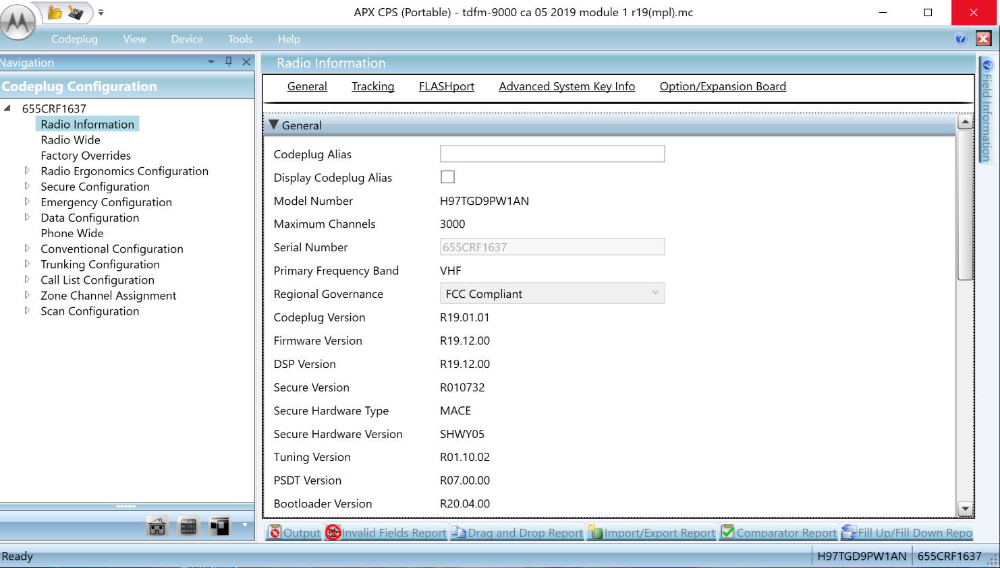 APX CPS (Portable) - tdfm-9000 ca 05 2019 module 1 r19(mpl).mc
Codeplug View Device Tools Help
Navigation
Codeplug Configuration
655CRF1637
Radio Information
Radio Wide
Factory Overrides
Radio Ergonomics Configuration
Secure Configuration
Emergency Configuration
Data Configuration
Phone Wide
Conventional Configuration
Trunking Configuration
Call List Configuration
Zone Channel Assignment
Scan Configuration
Radio Information
General Tracking FLASHport Advanced System Key Info Option/Expansion Board
General
Codeplug Alias
Display Codeplug Alias
Model Number H97TGD9PW1AN
Maximum Channels 3000
Serial Number 655CRF1637
Primary Frequency Band VHF
Regional Governance FCC Compliant
Codeplug Version R19.01.01
Firmware Version R19.12.00
DSP Version R19.12.00
Secure Version R010732
Secure Hardware Type MACE
Secure Hardware Version SHWY05
Tuning Version R01.10.02
PSDT Version R07.00.00
Bootloader Version R20.04.00
Field Information
Output Invalid Fields Report Drag and Drop Report Import/Export Report Comparator Report Fill Up/Fill Down Repo
Ready H97TGD9PW1AN 655CRF1637